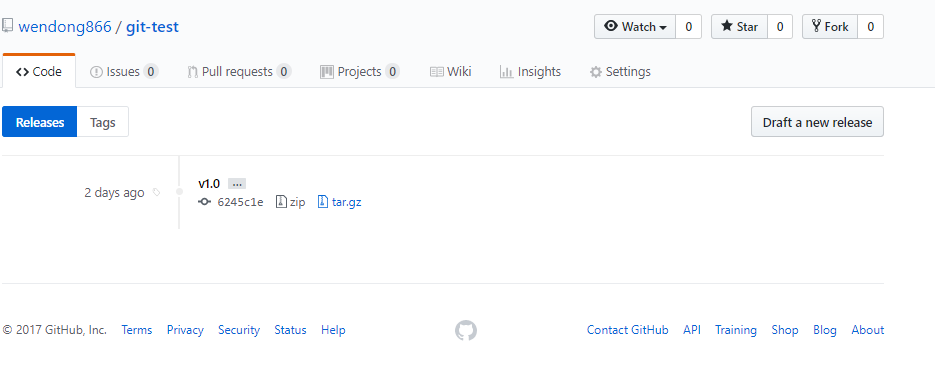 wendong866 / git-test Watch 0 Star 0 Fork 0
Code Issues 0 Pull requests 0 Projects 0 Wiki Insights Settings
Releases Tags Draft a new release
2 days ago v1.0 ...
6245c1e zip tar.gz
© 2017 GitHub, Inc. Terms Privacy Security Status Help Contact GitHub API Training Shop Blog About